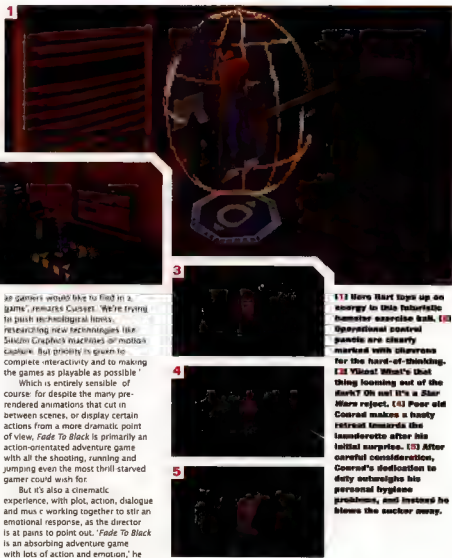 1
as gamers would like to find in a
game', remarks Cuisset. 'We're trying
to push technological limits,
researching new technologies like
Silicon Graphics machines or motion
capture. But priority is given to
complete interactivity and to making
the games as playable as possible.'
Which is entirely sensible of
course: for despite the many pre-
rendered animations that cut in
between scenes, or display certain
actions from a more dramatic point
of view, Fade To Black is primarily an
action-orientated adventure game
with all the shooting, running and
jumping even the most thrill-starved
gamer could wish for.
But it's also a cinematic
experience, with plot, action, dialogue
and music working together to stir an
emotional response, as the director
is at pains to point out. 'Fade To Black
is an absorbing adventure game
with lots of action and emotion,' he
3
4
5
[1] Here Hart tops up on
energy in this futuristic
hamster exercise ball. [2]
Operational control
panels are clearly
marked with chevrons
for the hard-of-thinking.
[3] Yikes! What's that
thing looming out of the
dark? Oh no! It's a Star
Wars reject. [4] Poor old
Conrad makes a hasty
retreat towards the
launderette after his
initial surprise. [5] After
careful consideration,
Conrad's dedication to
duty outweighs his
personal hygiene
problems, and instead he
blows the sucker away.